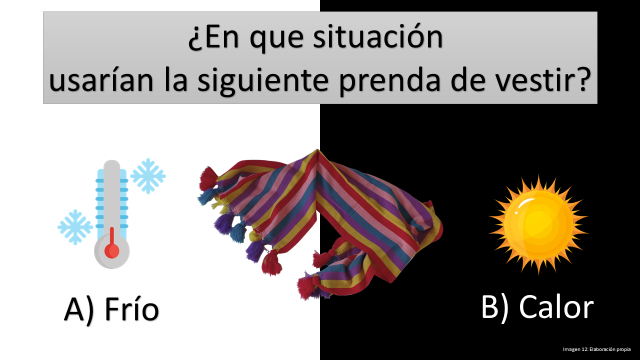 ¿En que situación
usarían la siguiente prenda de vestir?
A) Frío
B) Calor
Imagen 12: Elaboración propia